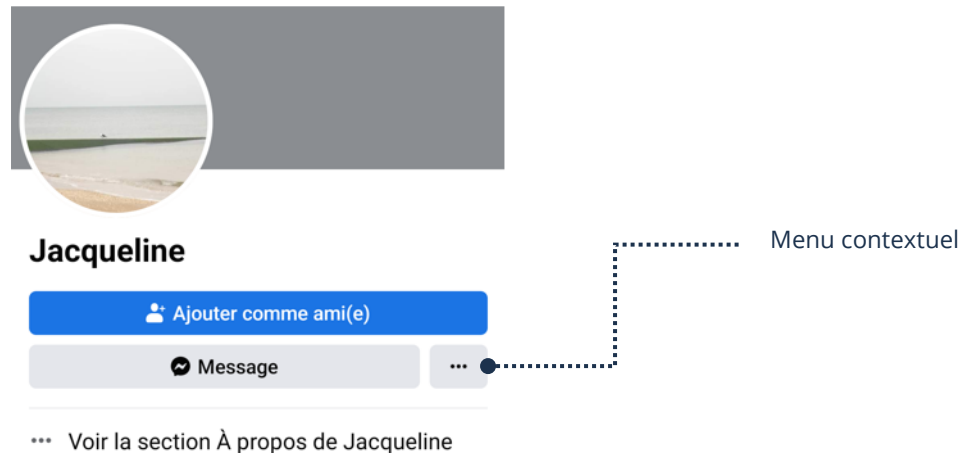 Jacqueline
Menu contextuel
Ajouter comme ami(e)
Message
Voir la section À propos de Jacqueline